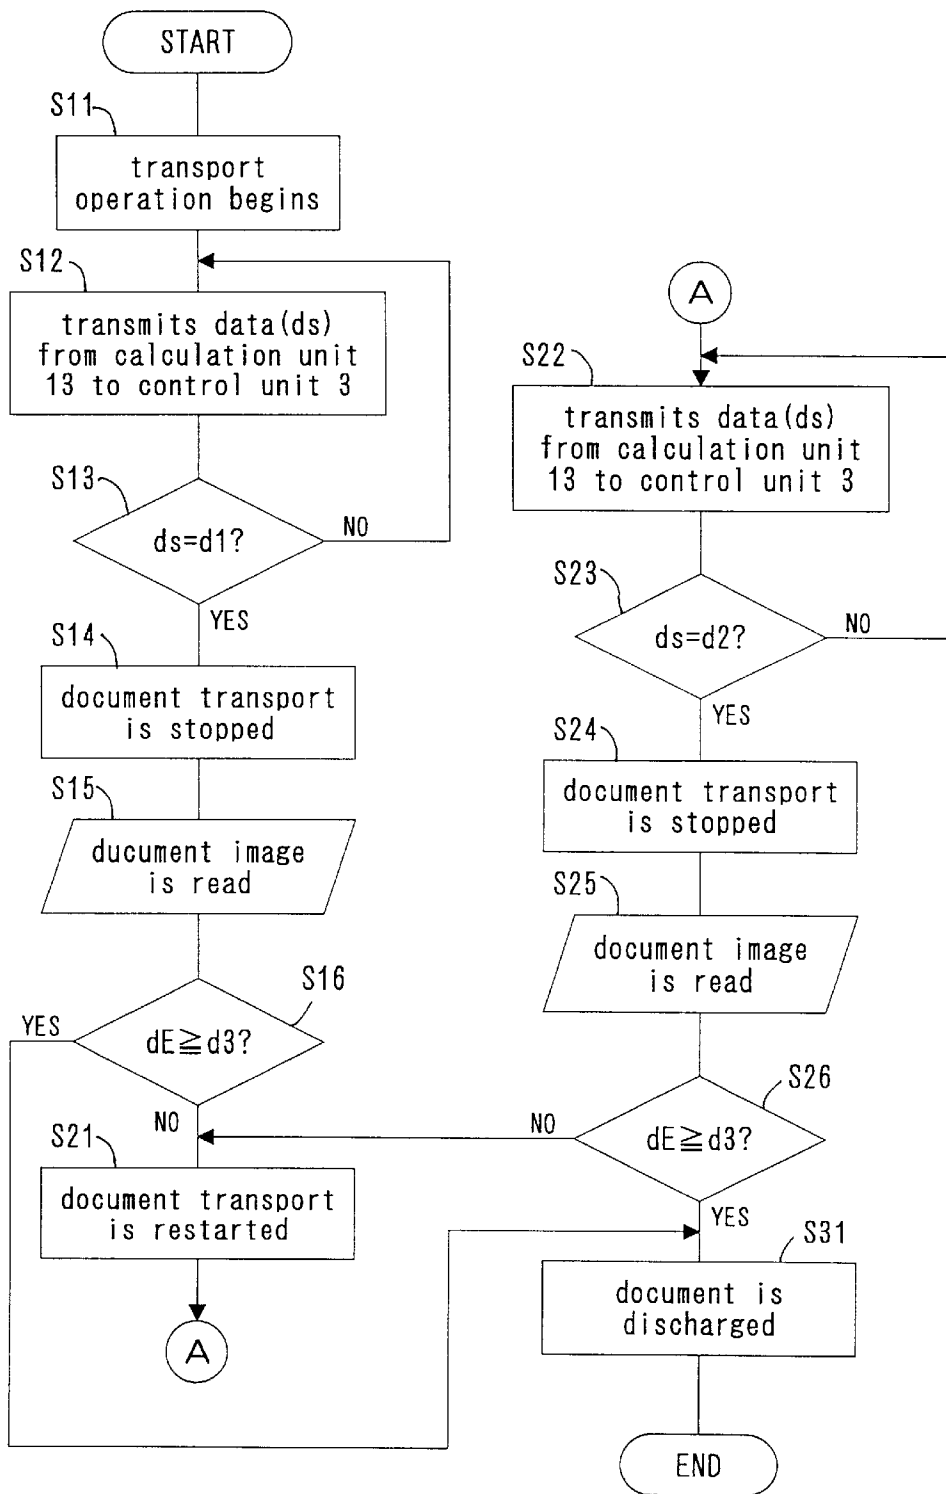 START
S11
transport
operation begins
S12
transmits data(ds)
from calculation unit
13 to control unit 3
S13
ds=d1?
NO
YES
S14
document transport
is stopped
S15
ducument image
is read
S16
YES
dE≧d3?
NO
S21
document transport
is restarted
A
A
S22
transmits data(ds)
from calculation unit
13 to control unit 3
S23
ds=d2?
NO
YES
S24
document transport
is stopped
S25
document image
is read
S26
NO
dE≧d3?
YES
S31
document is
discharged
END